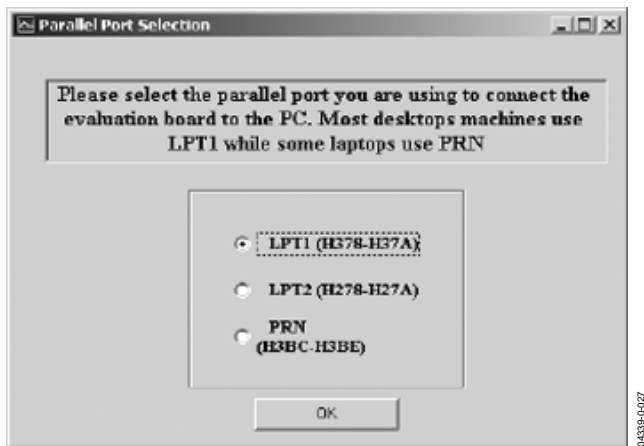 Parallel Port Selection
Please select the parallel port you are using to connect the
evaluation board to the PC. Most desktops machines use
LPT1 while some laptops use PRN
LPT1 (H378-H37A)
LPT2 (H278-H27A)
PRN
(H3BC-H3BE)
OK
04339-0-027